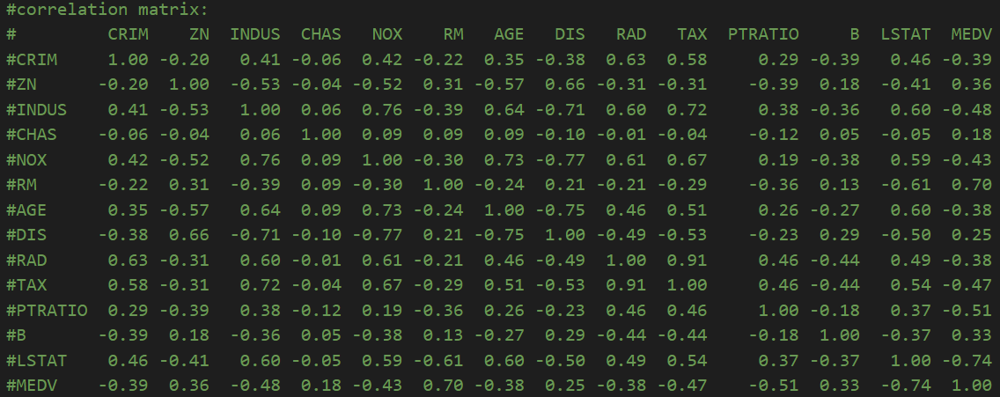 #correlation matrix:
#         CRIM    ZN  INDUS  CHAS   NOX    RM   AGE   DIS   RAD   TAX  PTRATIO     B  LSTAT  MEDV
#CRIM     1.00 -0.20   0.41 -0.06  0.42 -0.22  0.35 -0.38  0.63  0.58     0.29 -0.39   0.46 -0.39
#ZN      -0.20  1.00  -0.53 -0.04 -0.52  0.31 -0.57  0.66 -0.31 -0.31    -0.39  0.18  -0.41  0.36
#INDUS    0.41 -0.53   1.00  0.06  0.76 -0.39  0.64 -0.71  0.60  0.72     0.38 -0.36   0.60 -0.48
#CHAS    -0.06 -0.04   0.06  1.00  0.09  0.09  0.09 -0.10 -0.01 -0.04    -0.12  0.05  -0.05  0.18
#NOX      0.42 -0.52   0.76  0.09  1.00 -0.30  0.73 -0.77  0.61  0.67     0.19 -0.38   0.59 -0.43
#RM      -0.22  0.31  -0.39  0.09 -0.30  1.00 -0.24  0.21 -0.21 -0.29    -0.36  0.13  -0.61  0.70
#AGE      0.35 -0.57   0.64  0.09  0.73 -0.24  1.00 -0.75  0.46  0.51     0.26 -0.27   0.60 -0.38
#DIS     -0.38  0.66  -0.71 -0.10 -0.77  0.21 -0.75  1.00 -0.49 -0.53    -0.23  0.29  -0.50  0.25
#RAD      0.63 -0.31   0.60 -0.01  0.61 -0.21  0.46 -0.49  1.00  0.91     0.46 -0.44   0.49 -0.38
#TAX      0.58 -0.31   0.72 -0.04  0.67 -0.29  0.51 -0.53  0.91  1.00     0.46 -0.44   0.54 -0.47
#PTRATIO  0.29 -0.39   0.38 -0.12  0.19 -0.36  0.26 -0.23  0.46  0.46     1.00 -0.18   0.37 -0.51
#B       -0.39  0.18  -0.36  0.05 -0.38  0.13 -0.27  0.29 -0.44 -0.44    -0.18  1.00  -0.37  0.33
#LSTAT    0.46 -0.41   0.60 -0.05  0.59 -0.61  0.60 -0.50  0.49  0.54     0.37 -0.37   1.00 -0.74
#MEDV    -0.39  0.36  -0.48  0.18 -0.43  0.70 -0.38  0.25 -0.38 -0.47    -0.51  0.33  -0.74  1.00